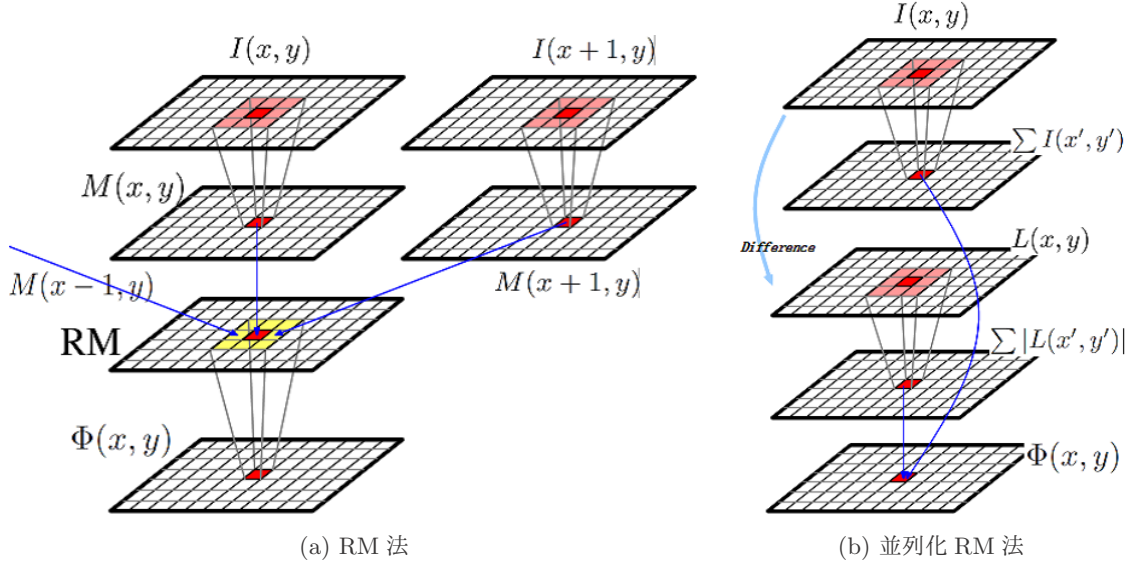 I(x, y)
I(x + 1, y)
M(x, y)
M(x − 1, y)
M(x + 1, y)
RM
Φ(x, y)
(a) RM 法
I(x, y)
∑ I(x′, y′)
Difference
L(x, y)
∑ |L(x′, y′)|
Φ(x, y)
(b) 並列化 RM 法